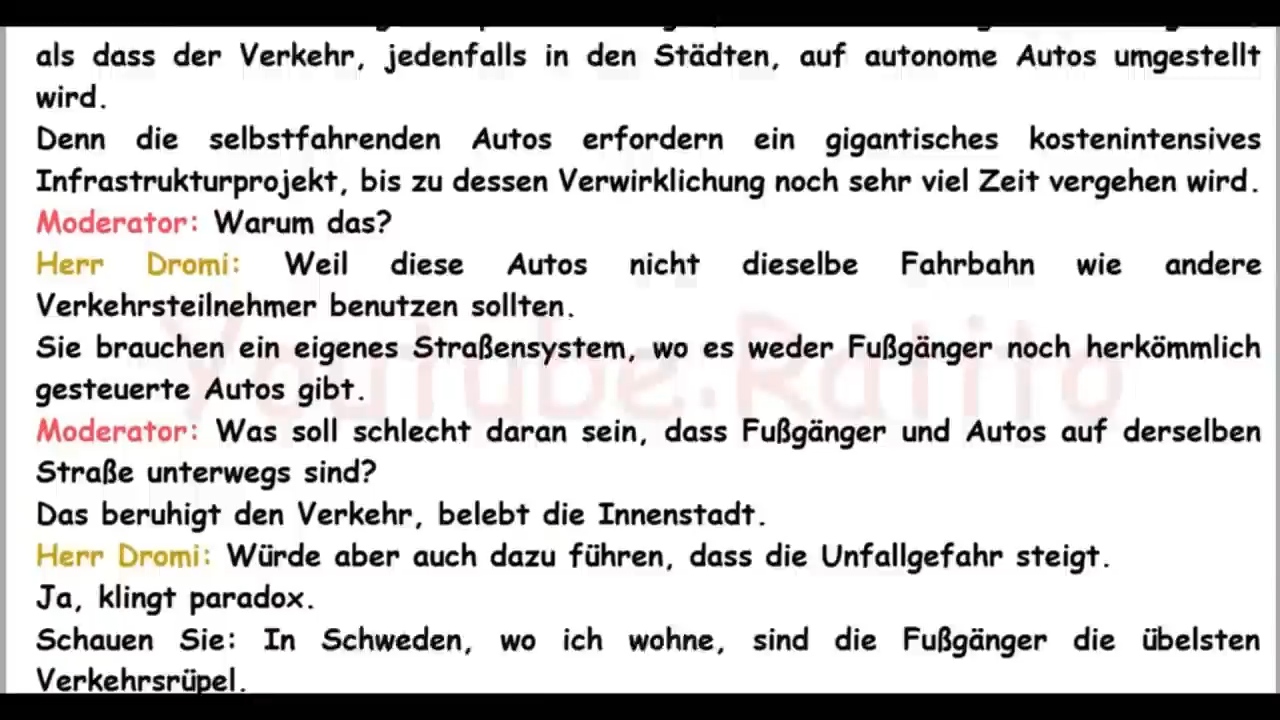 als dass der Verkehr, jedenfalls in den Städten, auf autonome Autos umgestellt
wird.
Denn die selbstfahrenden Autos erfordern ein gigantisches kostenintensives
Infrastrukturprojekt, bis zu dessen Verwirklichung noch sehr viel Zeit vergehen wird.
Moderator: Warum das?
Herr Dromi: Weil diese Autos nicht dieselbe Fahrbahn wie andere
Verkehrsteilnehmer benutzen sollten.
Sie brauchen ein eigenes Straßensystem, wo es weder Fußgänger noch herkömmlich
gesteuerte Autos gibt.
Youtube:Ratito
Moderator: Was soll schlecht daran sein, dass Fußgänger und Autos auf derselben
Straße unterwegs sind?
Das beruhigt den Verkehr, belebt die Innenstadt.
Herr Dromi: Würde aber auch dazu führen, dass die Unfallgefahr steigt.
Ja, klingt paradox.
Schauen Sie: In Schweden, wo ich wohne, sind die Fußgänger die übelsten
Verkehrsrüpel.